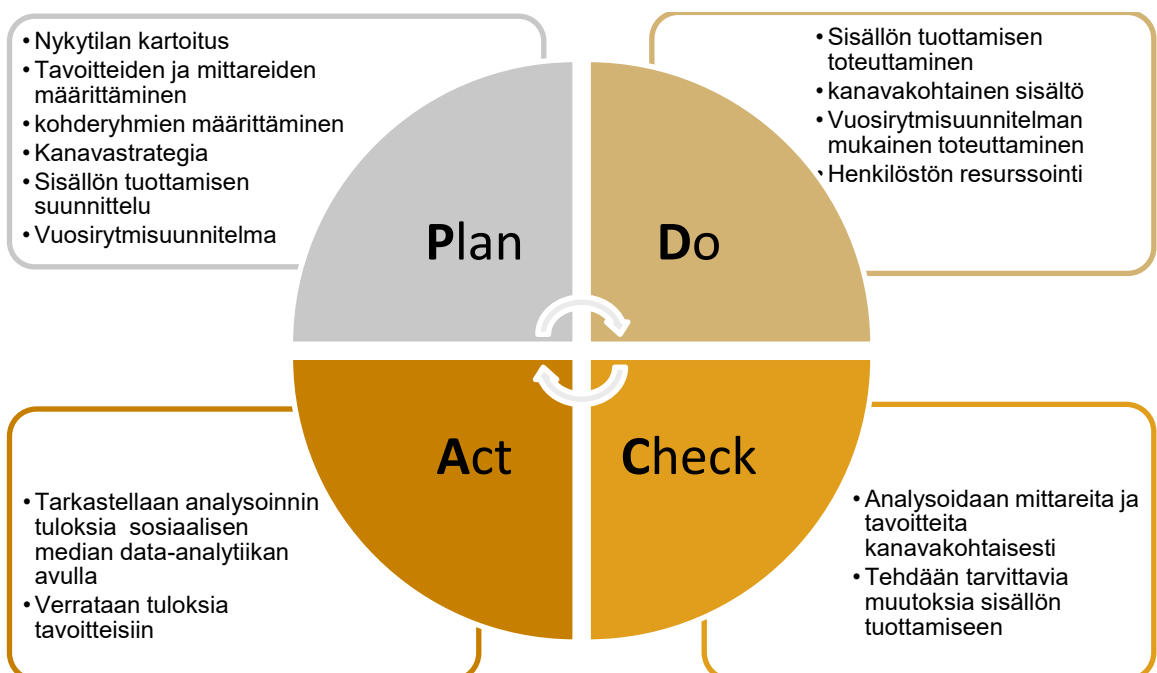 • Nykytilan kartoitus
• Tavoitteiden ja mittareiden
määrittäminen
• kohderyhmien määrittäminen
• Kanavastrategia
• Sisällön tuottamisen
suunnittelu
• Vuosirytmisuunnitelma
Plan
• Sisällön tuottamisen
toteuttaminen
• kanavakohtainen sisältö
• Vuosirytmisuunnitelman
mukainen toteuttaminen
• Henkilöstön resurssointi
Do
Act
• Tarkastellaan analysoinnin
tuloksia sosiaalisen
median data-analytiikan
avulla
• Verrataan tuloksia
tavoitteisiin
Check
• Analysoidaan mittareita ja
tavoitteita
kanavakohtaisesti
• Tehdään tarvittavia
muutoksia sisällön
tuottamiseen